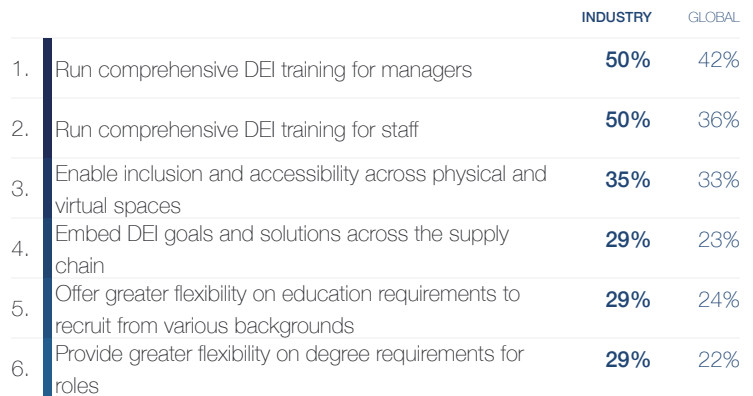 INDUSTRY GLOBAL
1. Run comprehensive DEI training for managers 50% 42%
2. Run comprehensive DEI training for staff 50% 36%
3. Enable inclusion and accessibility across physical and
virtual spaces 35% 33%
4. Embed DEI goals and solutions across the supply
chain 29% 23%
5. Offer greater flexibility on education requirements to
recruit from various backgrounds 29% 24%
6. Provide greater flexibility on degree requirements for
roles 29% 22%